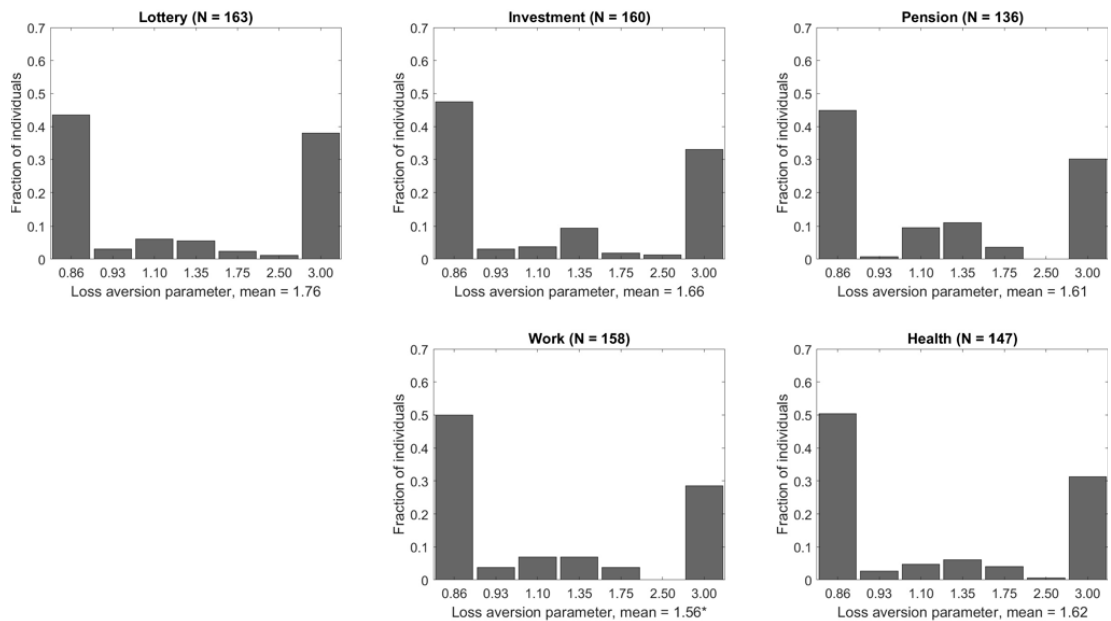 Lottery (N = 163)
0.7
0.6
0.5
0.4
0.3
0.2
0.1
0
Fraction of individuals
0.86 0.93 1.10 1.35 1.75 2.50 3.00
Loss aversion parameter, mean = 1.76
Investment (N = 160)
0.7
0.6
0.5
0.4
0.3
0.2
0.1
0
Fraction of individuals
0.86 0.93 1.10 1.35 1.75 2.50 3.00
Loss aversion parameter, mean = 1.66
Pension (N = 136)
0.7
0.6
0.5
0.4
0.3
0.2
0.1
0
Fraction of individuals
0.86 0.93 1.10 1.35 1.75 2.50 3.00
Loss aversion parameter, mean = 1.61
Work (N = 158)
0.7
0.6
0.5
0.4
0.3
0.2
0.1
0
Fraction of individuals
0.86 0.93 1.10 1.35 1.75 2.50 3.00
Loss aversion parameter, mean = 1.56*
Health (N = 147)
0.7
0.6
0.5
0.4
0.3
0.2
0.1
0
Fraction of individuals
0.86 0.93 1.10 1.35 1.75 2.50 3.00
Loss aversion parameter, mean = 1.62